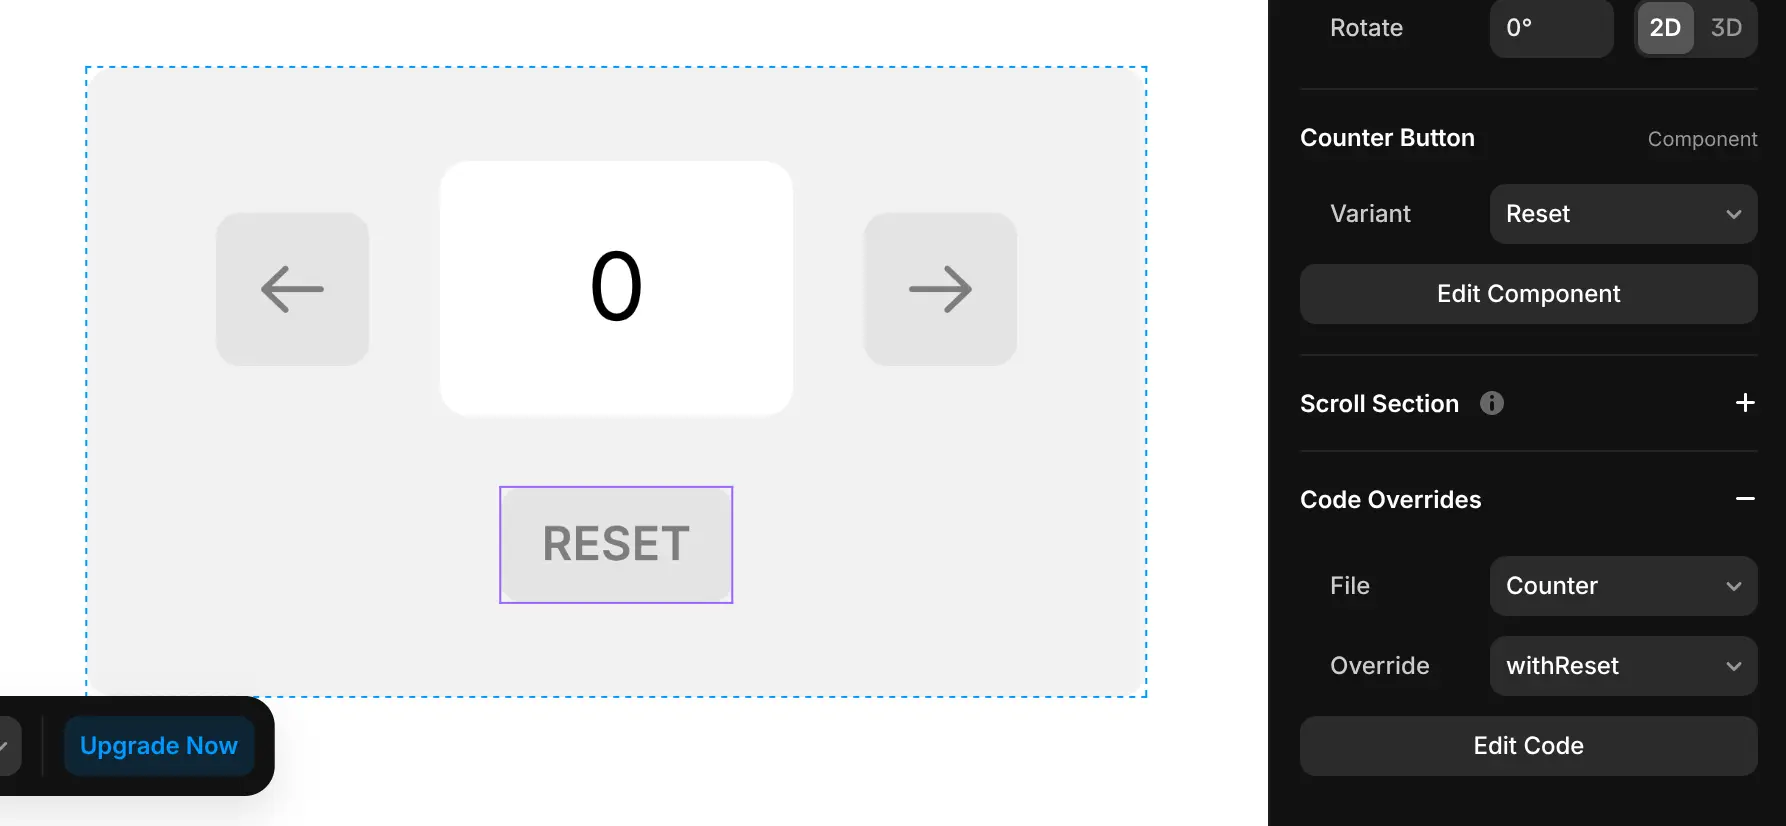 0
RESET
Upgrade Now
Rotate 0° 2D 3D
Counter Button Component
Variant Reset
Edit Component
Scroll Section
Code Overrides
File Counter
Override withReset
Edit Code